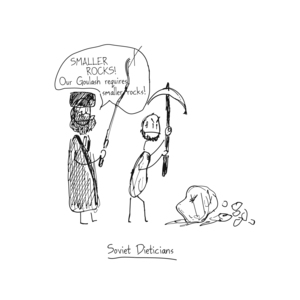 SMALLER
ROCKS!
Our Goulash requires
smaller rocks!
Soviet Dieticians